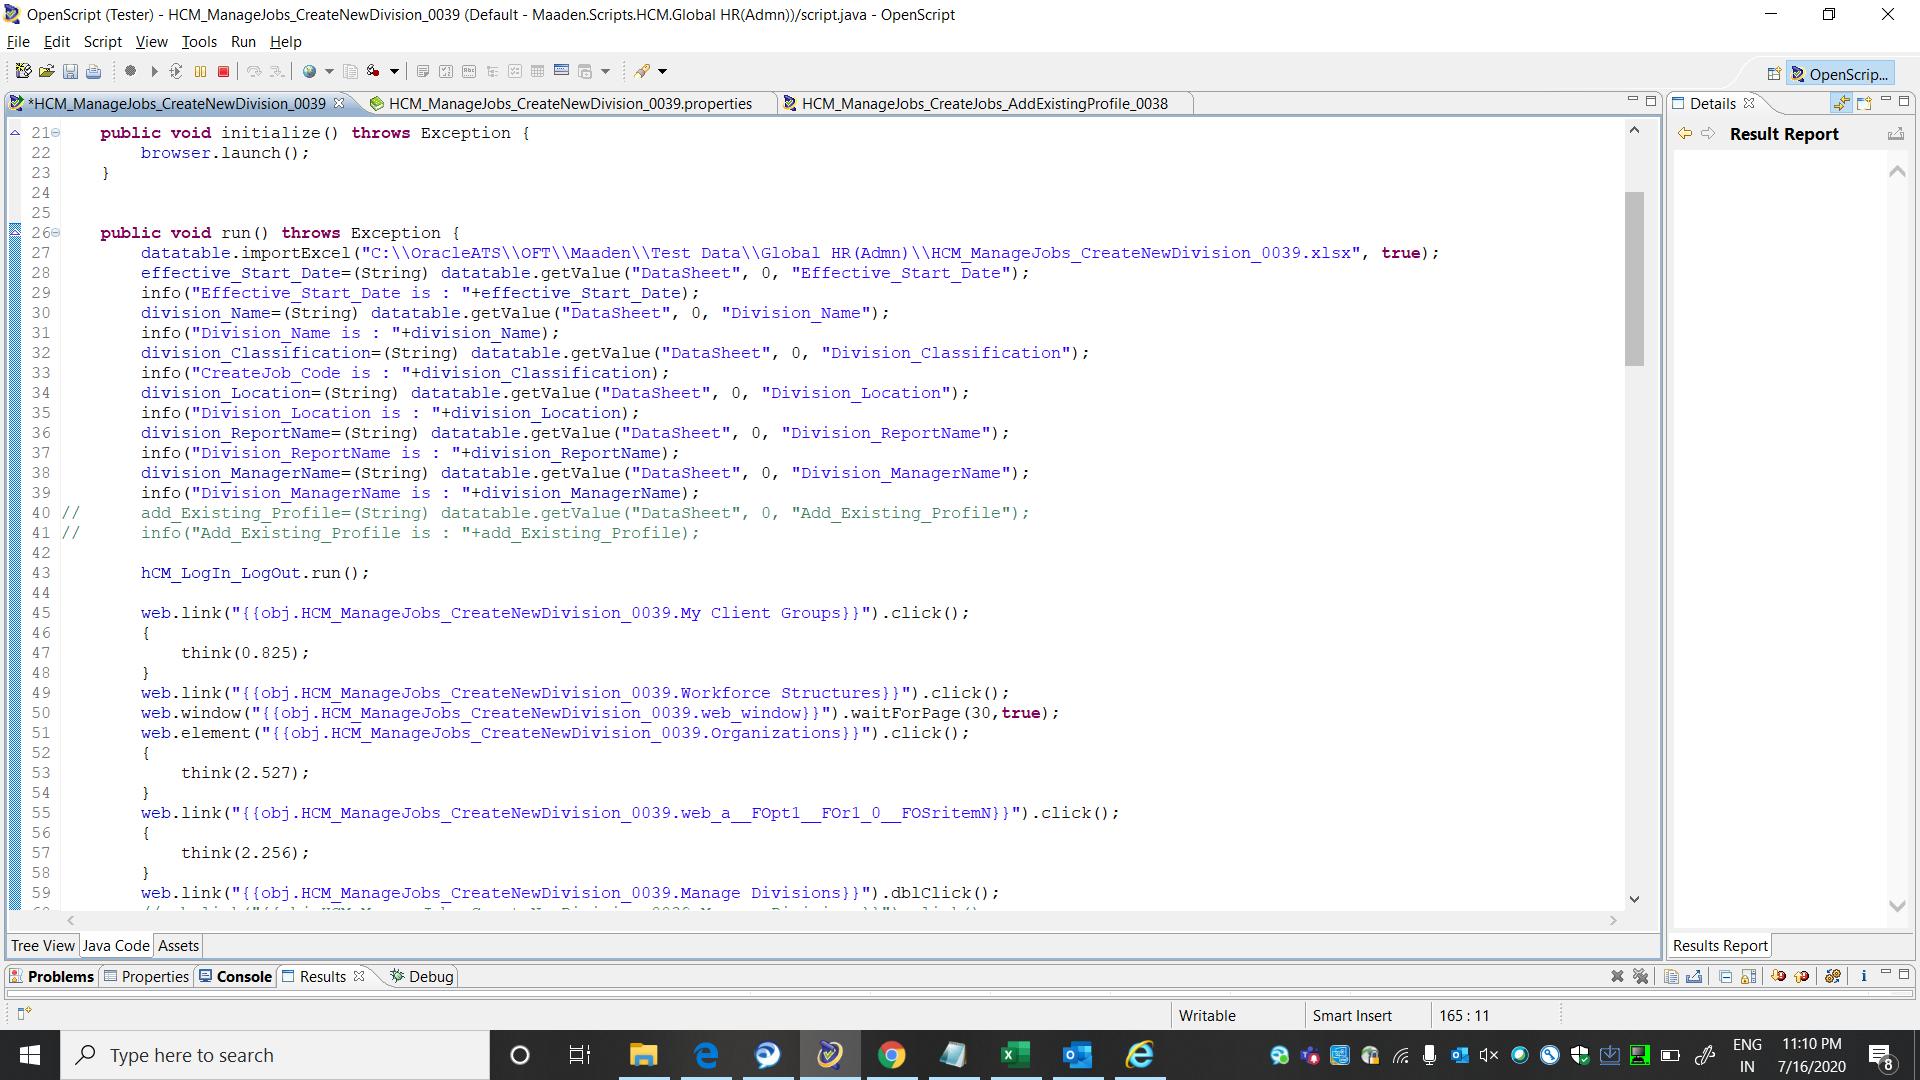 OpenScript (Tester) - HCM_ManageJobs_CreateNewDivision_0039 (Default - Maaden.Scripts.HCM.Global HR(Admn))/script.java - OpenScript
File Edit Script View Tools Run Help
OpenScrip...
*HCM_ManageJobs_CreateNewDivision_0039
HCM_ManageJobs_CreateNewDivision_0039.properties
HCM_ManageJobs_CreateJobs_AddExistingProfile_0038
Details
Result Report
21 public void initialize() throws Exception {
22 browser.launch();
23 }
24
25
26 public void run() throws Exception {
27 datatable.importExcel("C:\\OracleATS\\OFT\\Maaden\\Test Data\\Global HR(Admn)\\HCM_ManageJobs_CreateNewDivision_0039.xlsx", true);
28 effective_Start_Date=(String) datatable.getValue("DataSheet", 0, "Effective_Start_Date");
29 info("Effective_Start_Date is : "+effective_Start_Date);
30 division_Name=(String) datatable.getValue("DataSheet", 0, "Division_Name");
31 info("Division_Name is : "+division_Name);
32 division_Classification=(String) datatable.getValue("DataSheet", 0, "Division_Classification");
33 info("CreateJob_Code is : "+division_Classification);
34 division_Location=(String) datatable.getValue("DataSheet", 0, "Division_Location");
35 info("Division_Location is : "+division_Location);
36 division_ReportName=(String) datatable.getValue("DataSheet", 0, "Division_ReportName");
37 info("Division_ReportName is : "+division_ReportName);
38 division_ManagerName=(String) datatable.getValue("DataSheet", 0, "Division_ManagerName");
39 info("Division_ManagerName is : "+division_ManagerName);
40 // add_Existing_Profile=(String) datatable.getValue("DataSheet", 0, "Add_Existing_Profile");
41 // info("Add_Existing_Profile is : "+add_Existing_Profile);
42
43 hCM_LogIn_LogOut.run();
44
45 web.link("{{obj.HCM_ManageJobs_CreateNewDivision_0039.My Client Groups}}").click();
46 {
47 think(0.825);
48 }
49 web.link("{{obj.HCM_ManageJobs_CreateNewDivision_0039.Workforce Structures}}").click();
50 web.window("{{obj.HCM_ManageJobs_CreateNewDivision_0039.web_window}}").waitForPage(30,true);
51 web.element("{{obj.HCM_ManageJobs_CreateNewDivision_0039.Organizations}}").click();
52 {
53 think(2.527);
54 }
55 web.link("{{obj.HCM_ManageJobs_CreateNewDivision_0039.web_a__FOpt1__FOr1_0__FOSritemN}}").click();
56 {
57 think(2.256);
58 }
59 web.link("{{obj.HCM_ManageJobs_CreateNewDivision_0039.Manage Divisions}}").dblClick();
Tree View Java Code Assets
Results Report
Problems Properties Console Results Debug
Writable Smart Insert 165 : 11
Type here to search
ENG
IN
11:10 PM
7/16/2020
8